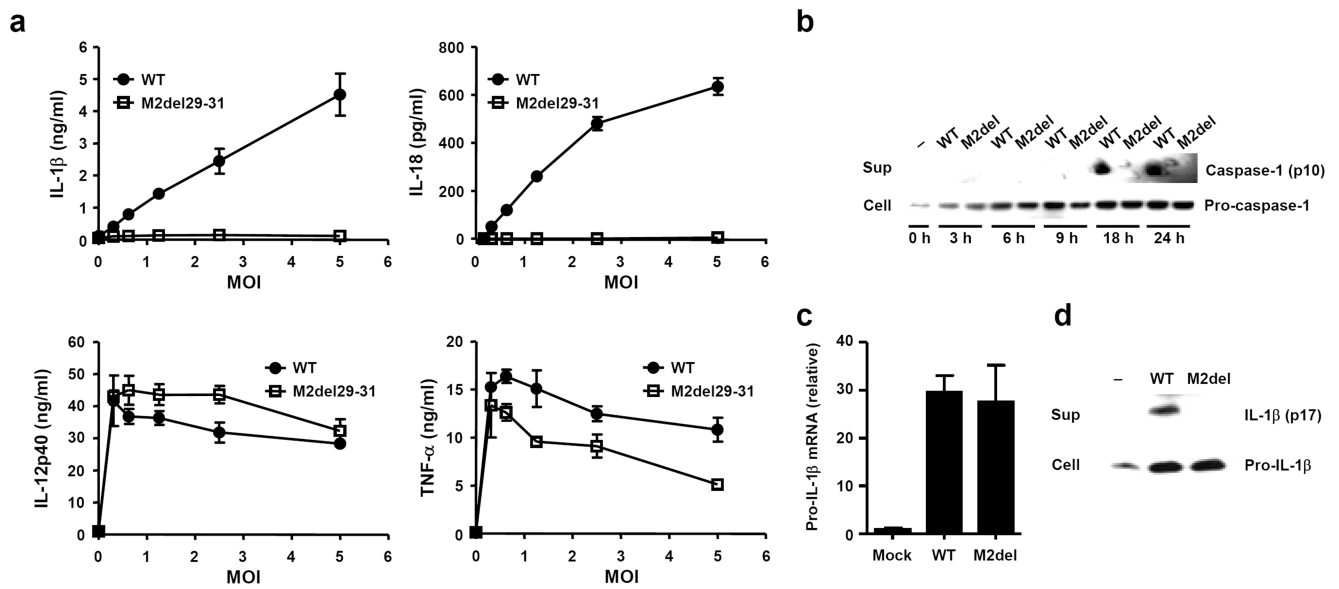 a
6
5
4
3
2
1
0
IL-1β (ng/ml)
WT
M2del29-31
0 1 2 3 4 5 6
MOI
800
600
400
200
0
IL-18 (pg/ml)
WT
M2del29-31
0 1 2 3 4 5 6
MOI
60
50
40
30
20
10
0
IL-12p40 (ng/ml)
WT
M2del29-31
0 1 2 3 4 5 6
MOI
20
15
10
5
0
TNF-α (ng/ml)
WT
M2del29-31
0 1 2 3 4 5 6
MOI
b
– WT M2del WT M2del WT M2del WT M2del WT M2del
Sup Caspase-1 (p10)
Cell Pro-caspase-1
0 h 3 h 6 h 9 h 18 h 24 h
c
40
30
20
10
0
Pro-IL-1β mRNA (relative)
Mock WT M2del
d
– WT M2del
Sup IL-1β (p17)
Cell Pro-IL-1β